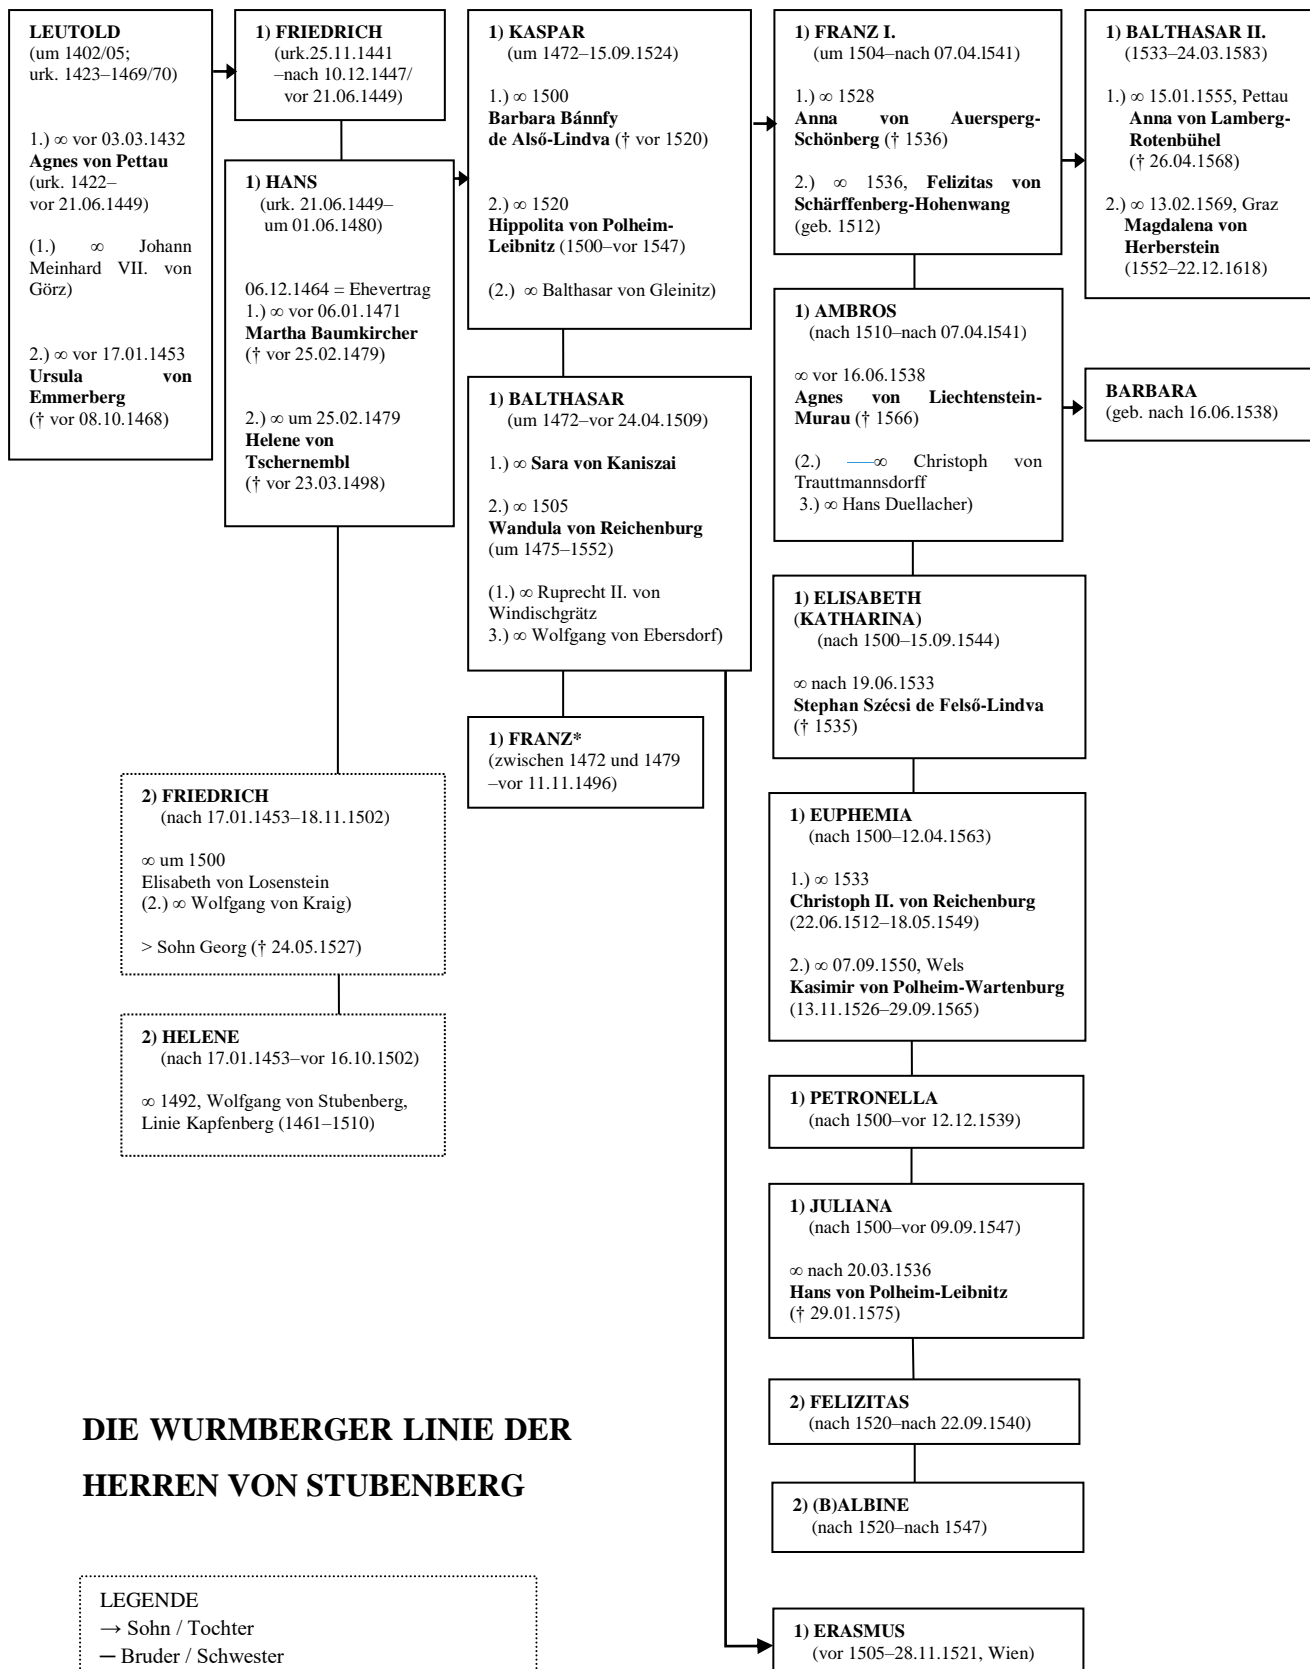 LEUTOLD
(um 1402/05;
urk. 1423–1469/70)
1.) ∞ vor 03.03.1432
Agnes von Pettau
(urk. 1422–
vor 21.06.1449)
(1.) ∞ Johann
Meinhard VII. von
Görz)
2.) ∞ vor 17.01.1453
Ursula von
Emmerberg
(† vor 08.10.1468)
1) FRIEDRICH
(urk.25.11.1441
–nach 10.12.1447/
vor 21.06.1449)
1) HANS
(urk. 21.06.1449–
um 01.06.1480)
06.12.1464 = Ehevertrag
1.) ∞ vor 06.01.1471
Martha Baumkircher
(† vor 25.02.1479)
2.) ∞ um 25.02.1479
Helene von
Tschernembl
(† vor 23.03.1498)
2) FRIEDRICH
(nach 17.01.1453–18.11.1502)
∞ um 1500
Elisabeth von Losenstein
(2.) ∞ Wolfgang von Kraig)
> Sohn Georg († 24.05.1527)
2) HELENE
(nach 17.01.1453–vor 16.10.1502)
∞ 1492, Wolfgang von Stubenberg,
Linie Kapfenberg (1461–1510)
1) KASPAR
(um 1472–15.09.1524)
1.) ∞ 1500
Barbara Bánnfy
de Alső-Lindva († vor 1520)
2.) ∞ 1520
Hippolita von Polheim-
Leibnitz (1500–vor 1547)
(2.) ∞ Balthasar von Gleinitz)
1) BALTHASAR
(um 1472–vor 24.04.1509)
1.) ∞ Sara von Kaniszai
2.) ∞ 1505
Wandula von Reichenburg
(um 1475–1552)
(1.) ∞ Ruprecht II. von
Windischgrätz
3.) ∞ Wolfgang von Ebersdorf)
1) FRANZ*
(zwischen 1472 und 1479
–vor 11.11.1496)
1) FRANZ I.
(um 1504–nach 07.04.l541)
1.) ∞ 1528
Anna von Auersperg-
Schönberg († 1536)
2.) ∞ 1536, Felizitas von
Schärffenberg-Hohenwang
(geb. 1512)
1) AMBROS
(nach 1510–nach 07.04.l541)
∞ vor 16.06.1538
Agnes von Liechtenstein-
Murau († 1566)
(2.) ∞ Christoph von
Trauttmannsdorff
3.) ∞ Hans Duellacher)
1) ELISABETH
(KATHARINA)
(nach 1500–15.09.1544)
∞ nach 19.06.1533
Stephan Szécsi de Felső-Lindva
(† 1535)
1) EUPHEMIA
(nach 1500–12.04.1563)
1.) ∞ 1533
Christoph II. von Reichenburg
(22.06.1512–18.05.1549)
2.) ∞ 07.09.1550, Wels
Kasimir von Polheim-Wartenburg
(13.11.1526–29.09.1565)
1) PETRONELLA
(nach 1500–vor 12.12.1539)
1) JULIANA
(nach 1500–vor 09.09.1547)
∞ nach 20.03.1536
Hans von Polheim-Leibnitz
(† 29.01.1575)
2) FELIZITAS
(nach 1520–nach 22.09.1540)
2) (B)ALBINE
(nach 1520–nach 1547)
1) ERASMUS
(vor 1505–28.11.1521, Wien)
1) BALTHASAR II.
(1533–24.03.1583)
1.) ∞ 15.01.1555, Pettau
Anna von Lamberg-
Rotenbühel
(† 26.04.1568)
2.) ∞ 13.02.1569, Graz
Magdalena von
Herberstein
(1552–22.12.1618)
BARBARA
(geb. nach 16.06.1538)
DIE WURMBERGER LINIE DER
HERREN VON STUBENBERG
LEGENDE
→ Sohn / Tochter
─ Bruder / Schwester